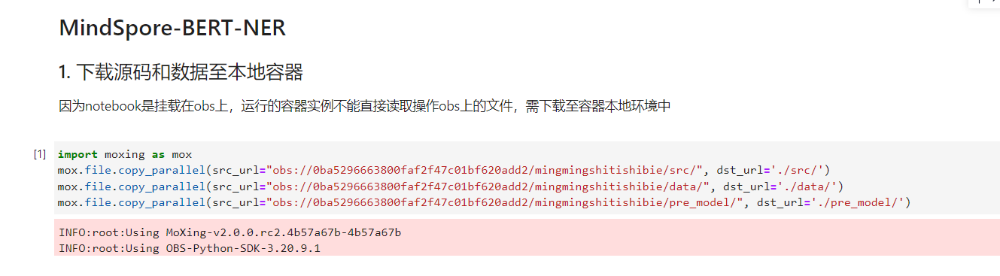 MindSpore-BERT-NER
1. 下载源码和数据至本地容器
因为notebook是挂载在obs上，运行的容器实例不能直接读取操作obs上的文件，需下载至容器本地环境中
[1] import moxing as mox
mox.file.copy_parallel(src_url="obs://0ba5296663800faf2f47c01bf620add2/mingmingshitishibie/src/", dst_url='./src/')
mox.file.copy_parallel(src_url="obs://0ba5296663800faf2f47c01bf620add2/mingmingshitishibie/data/", dst_url='./data/')
mox.file.copy_parallel(src_url="obs://0ba5296663800faf2f47c01bf620add2/mingmingshitishibie/pre_model/", dst_url='./pre_model/')
INFO:root:Using MoXing-v2.0.0.rc2.4b57a67b-4b57a67b
INFO:root:Using OBS-Python-SDK-3.20.9.1